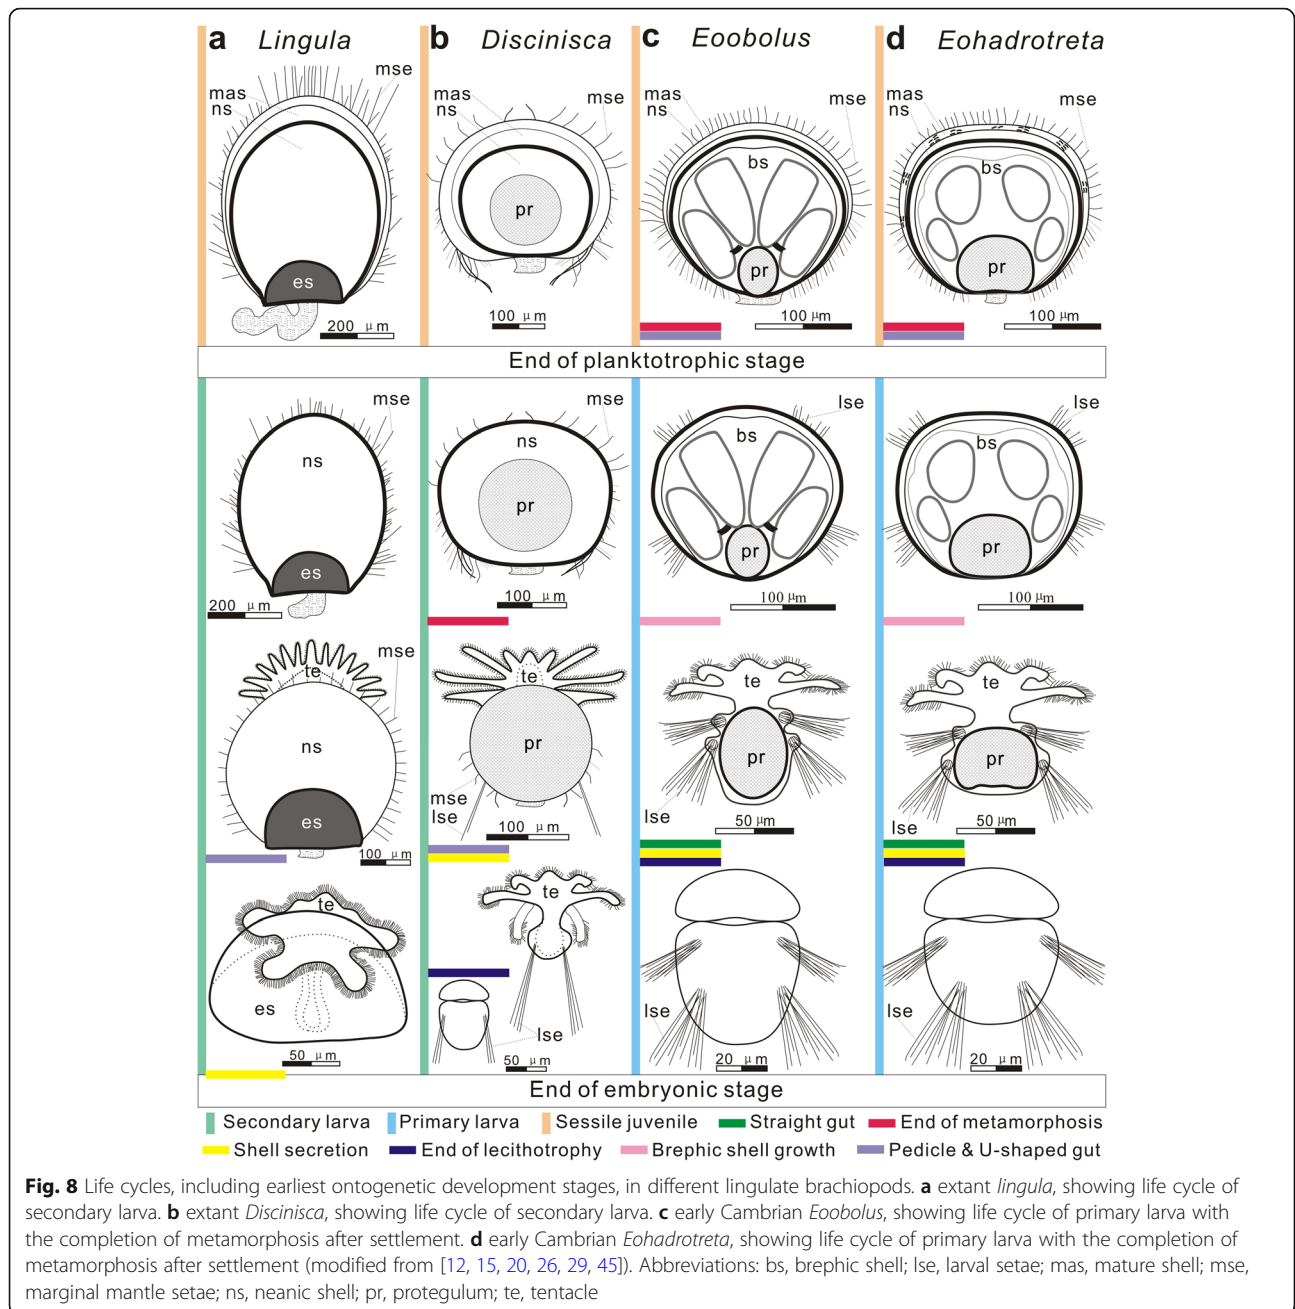 a Lingula
b Discinisca
c Eoobolus
d Eohadrotreta
mse
mas
ns
es
200 μm
mse
pr
mas
ns
100 μm
mas
ns
mse
bs
pr
100 μm
mas
ns
mse
bs
pr
100 μm
End of planktotrophic stage
mse
ns
es
200 μm
mse
ns
pr
100 μm
lse
bs
pr
100 μm
lse
bs
pr
100 μm
te
mse
ns
es
100 μm
te
pr
mse
lse
100 μm
te
pr
lse
50 μm
te
pr
lse
50 μm
te
es
50 μm
te
lse
50 μm
lse
20 μm
lse
20 μm
End of embryonic stage
Secondary larva Primary larva Sessile juvenile Straight gut End of metamorphosis
Shell secretion End of lecithotrophy Brephic shell growth Pedicle & U-shaped gut
Fig. 8 Life cycles, including earliest ontogenetic development stages, in different lingulate brachiopods. a extant lingula, showing life cycle of
secondary larva. b extant Discinisca, showing life cycle of secondary larva. c early Cambrian Eoobolus, showing life cycle of primary larva with
the completion of metamorphosis after settlement. d early Cambrian Eohadrotreta, showing life cycle of primary larva with the completion of
metamorphosis after settlement (modified from [12, 15, 20, 26, 29, 45]). Abbreviations: bs, brephic shell; lse, larval setae; mas, mature shell; mse,
marginal mantle setae; ns, neanic shell; pr, protegulum; te, tentacle